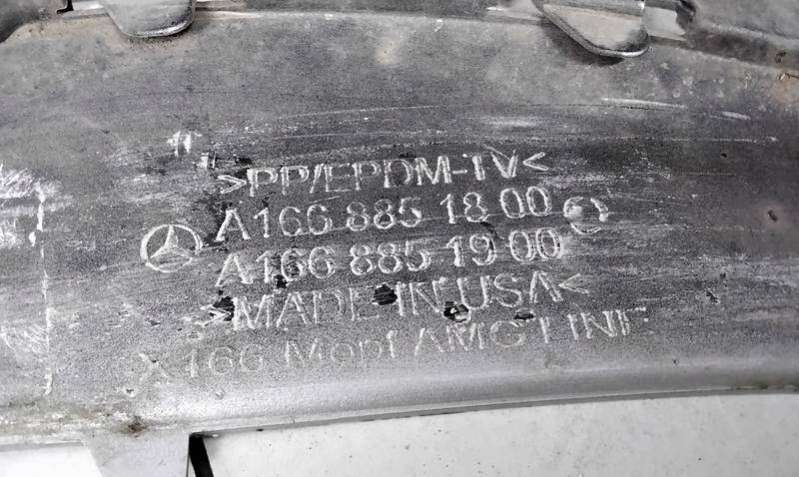 >PP/EPDM-TV<
A166 885 18 00
A166 885 19 00
>MADE IN USA<
X166 Mopf AMG LINE